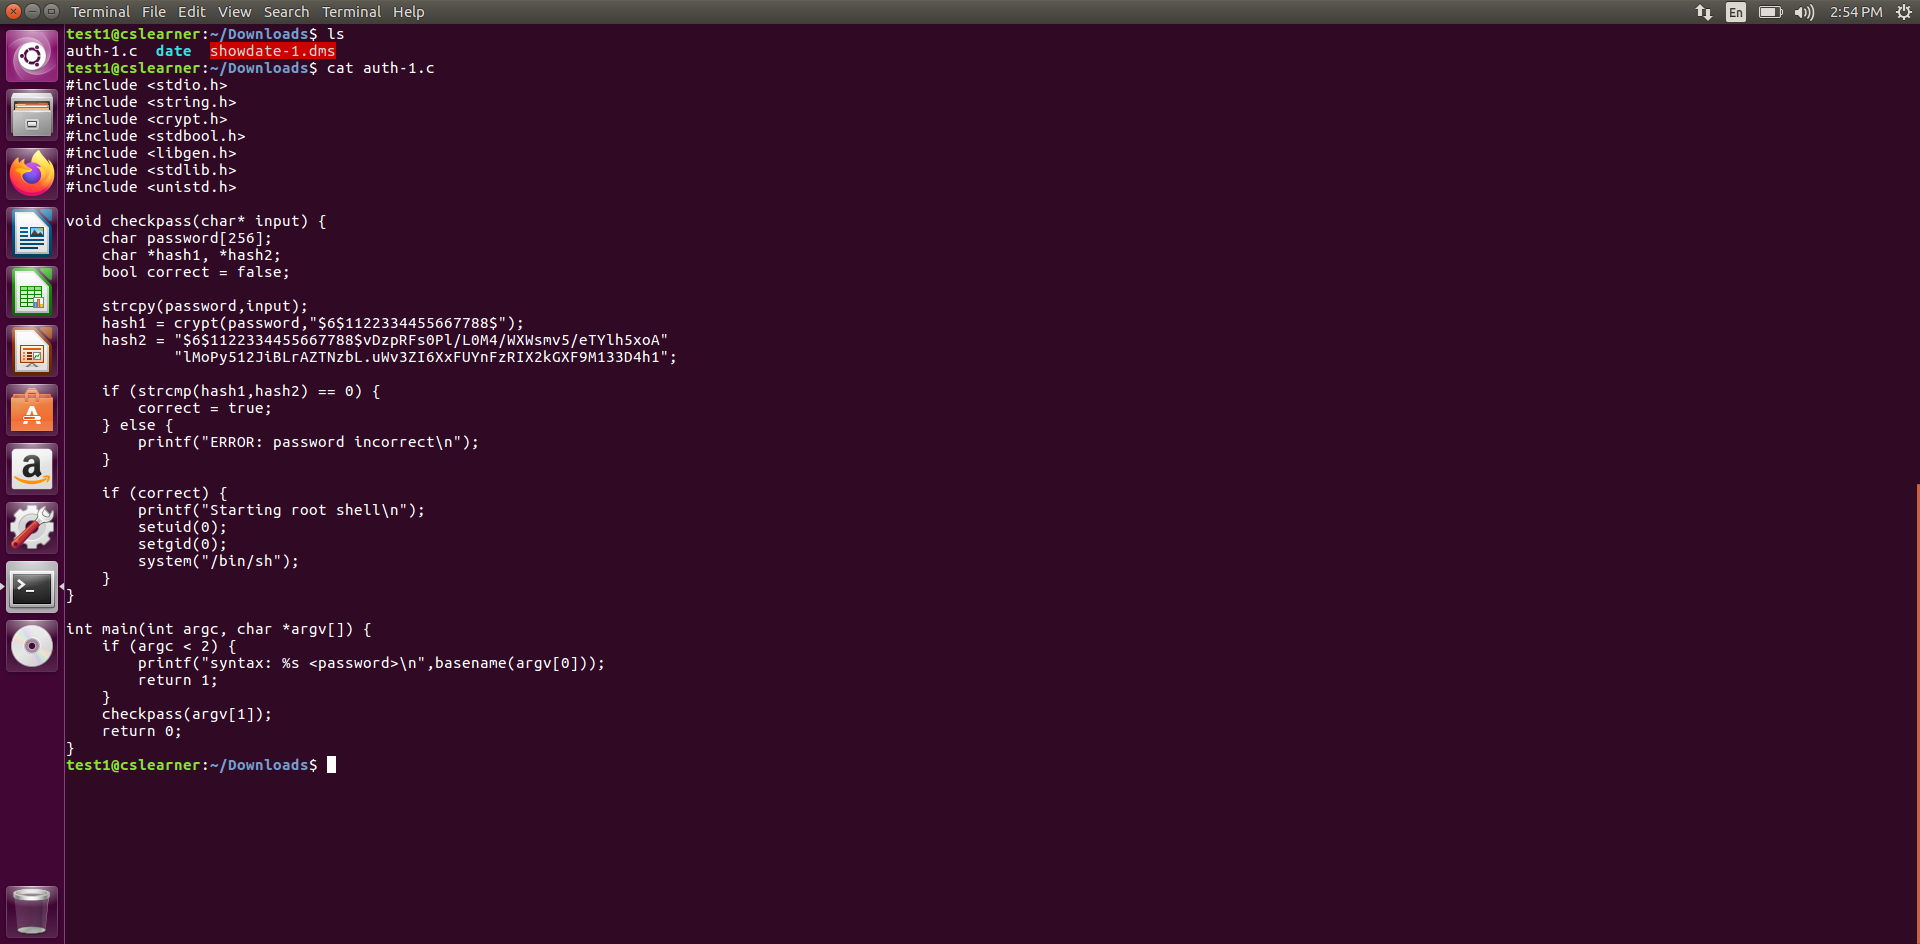 Terminal File Edit View Search Terminal Help En 2:54 PM
test1@cslearner:~/Downloads$ ls
auth-1.c  date  showdate-1.dms
test1@cslearner:~/Downloads$ cat auth-1.c
#include <stdio.h>
#include <string.h>
#include <crypt.h>
#include <stdbool.h>
#include <libgen.h>
#include <stdlib.h>
#include <unistd.h>
void checkpass(char* input) {
    char password[256];
    char *hash1, *hash2;
    bool correct = false;
    strcpy(password,input);
    hash1 = crypt(password,"$6$1122334455667788$");
    hash2 = "$6$1122334455667788$vDzpRFs0Pl/L0M4/WXWsmv5/eTYlh5xoA"
            "lMoPy512JiBLrAZTNzbL.uWv3ZI6XxFUYnFzRIX2kGXF9M133D4h1";
    if (strcmp(hash1,hash2) == 0) {
        correct = true;
    } else {
        printf("ERROR: password incorrect\n");
    }
    if (correct) {
        printf("Starting root shell\n");
        setuid(0);
        setgid(0);
        system("/bin/sh");
    }
}
int main(int argc, char *argv[]) {
    if (argc < 2) {
        printf("syntax: %s <password>\n",basename(argv[0]));
        return 1;
    }
    checkpass(argv[1]);
    return 0;
}
test1@cslearner:~/Downloads$